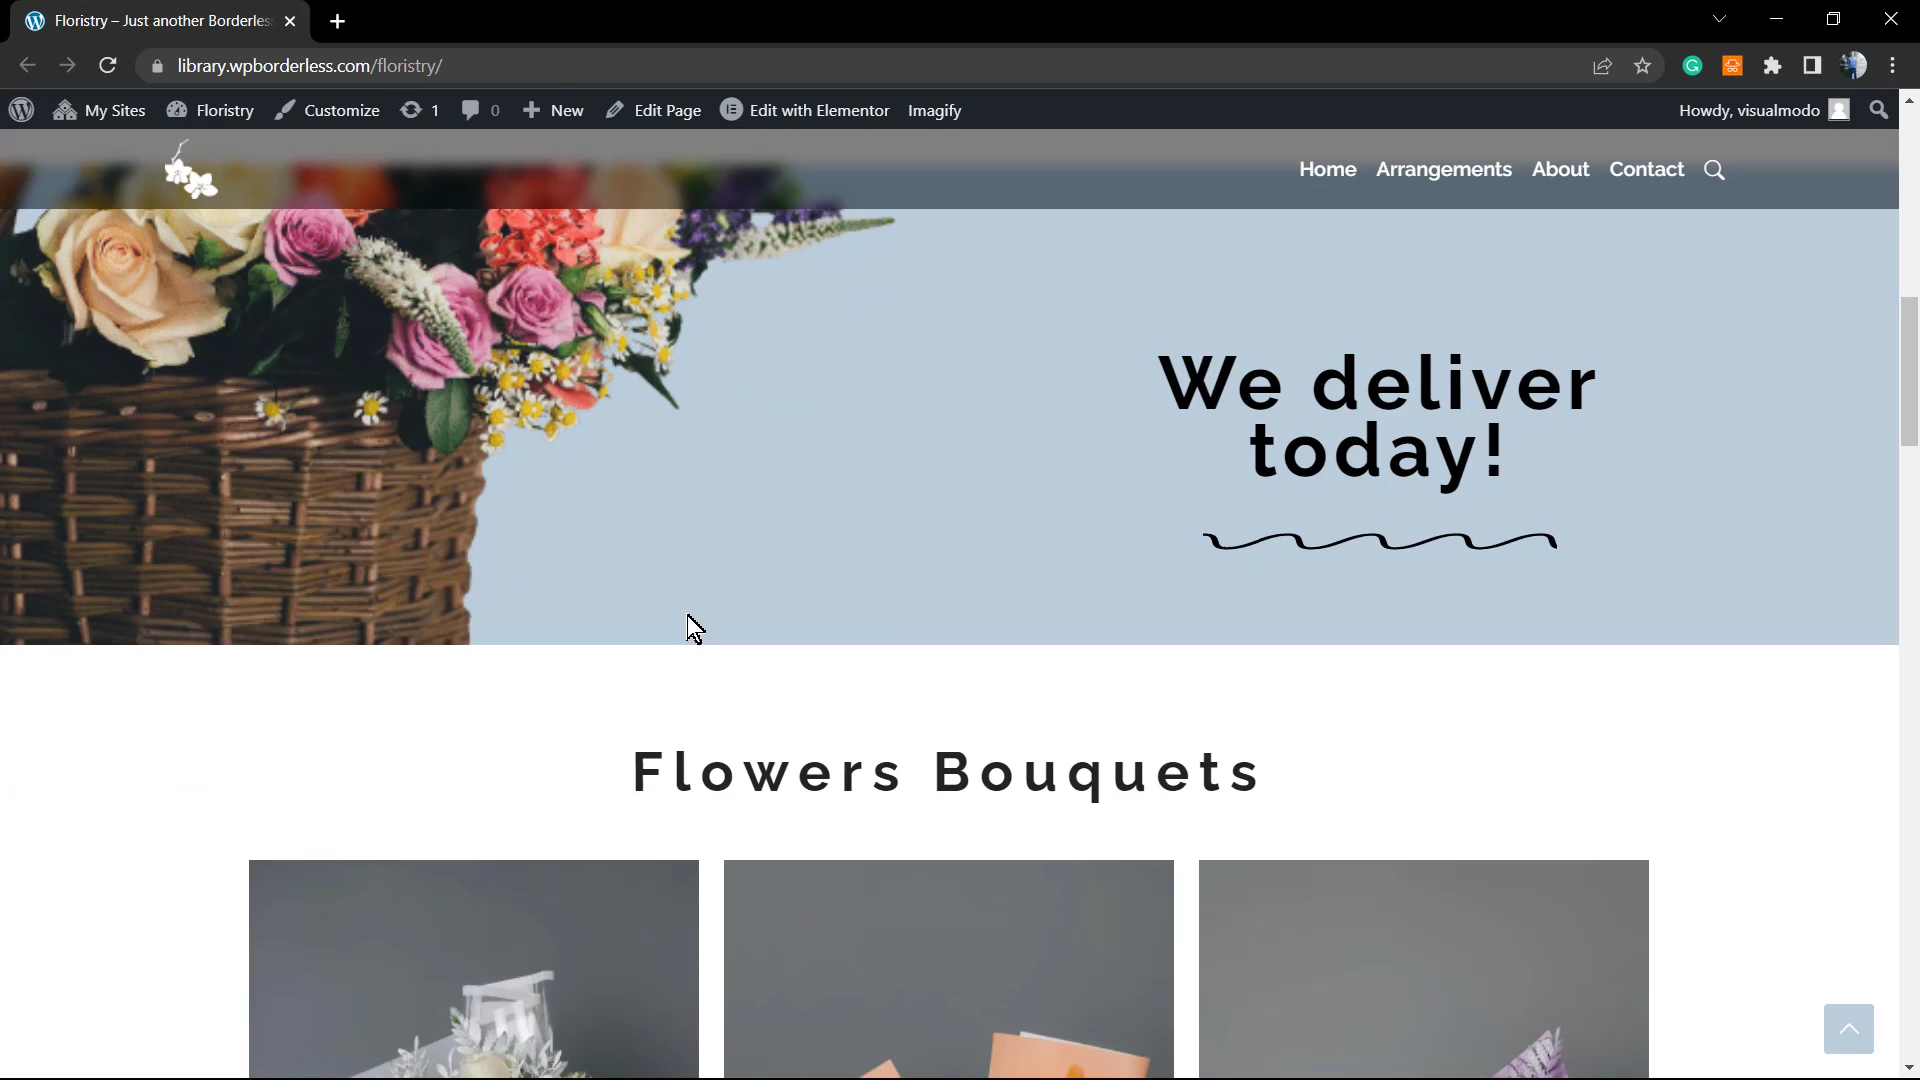 Floristry – Just another Borderles
library.wpborderless.com/floristry/
My Sites Floristry Customize 1 0 New Edit Page Edit with Elementor Imagify Howdy, visualmodo
Home Arrangements About Contact
We deliver
today!
Flowers Bouquets